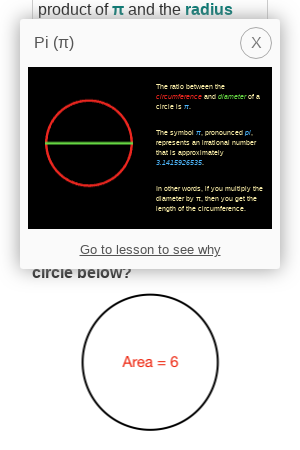 product of π and the radius
Pi (π)
X
The ratio between the
circumference and diameter of a
circle is π.
The symbol π, pronounced pi,
represents an irrational number
that is approximately
3.1415926535.
In other words, if you multiply the
diameter by π, then you get the
length of the circumference.
Go to lesson to see why
circle below?
Area = 6